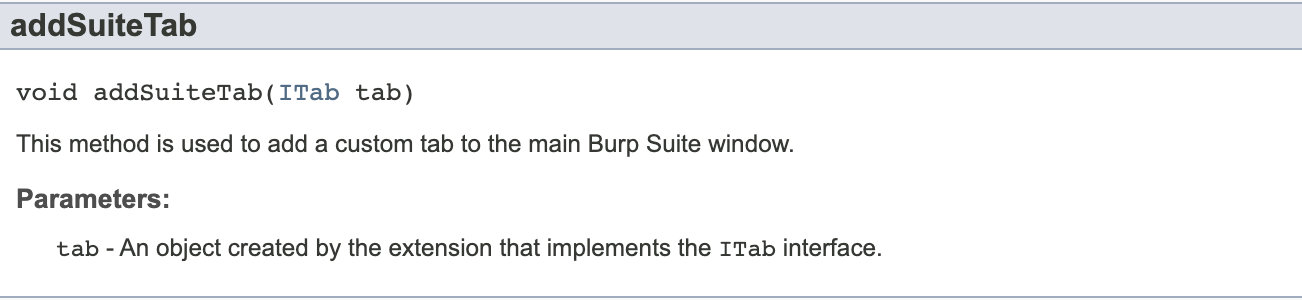 addSuiteTab
void addSuiteTab(ITab tab)
This method is used to add a custom tab to the main Burp Suite window.
Parameters:
tab - An object created by the extension that implements the ITab interface.